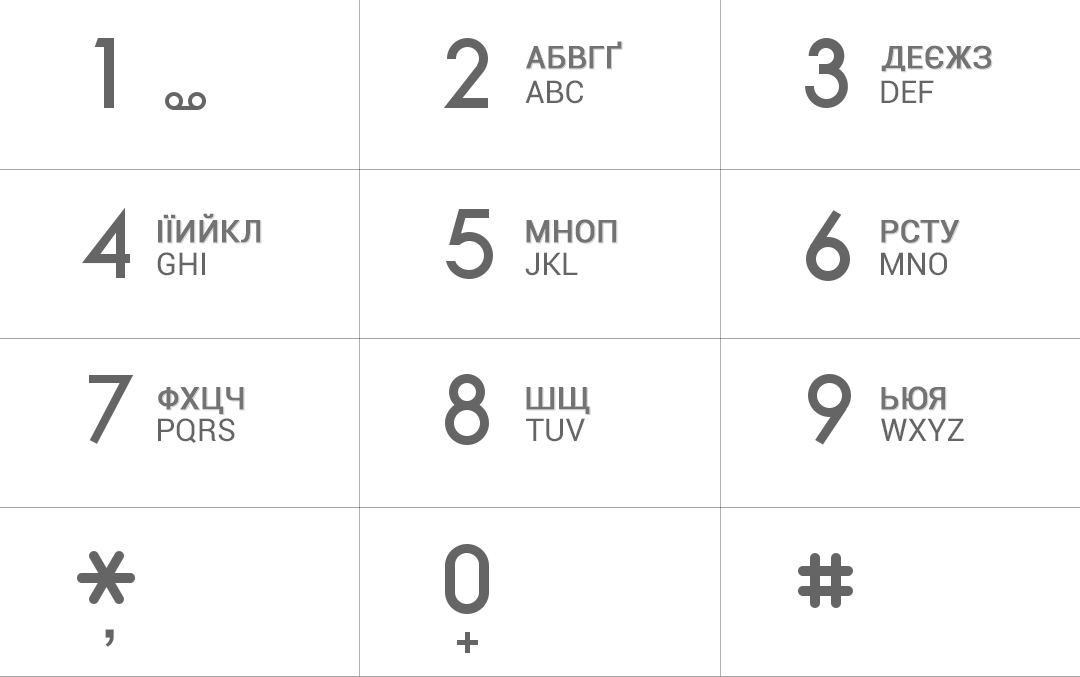 1
2 АБВГҐ
ABC
3 ДЕЄЖЗ
DEF
4 ІЇИЙКЛ
GHI
5 МНОП
JKL
6 РСТУ
MNO
7 ФХЦЧ
PQRS
8 ШЩ
TUV
9 ЬЮЯ
WXYZ
*
,
0
+
#